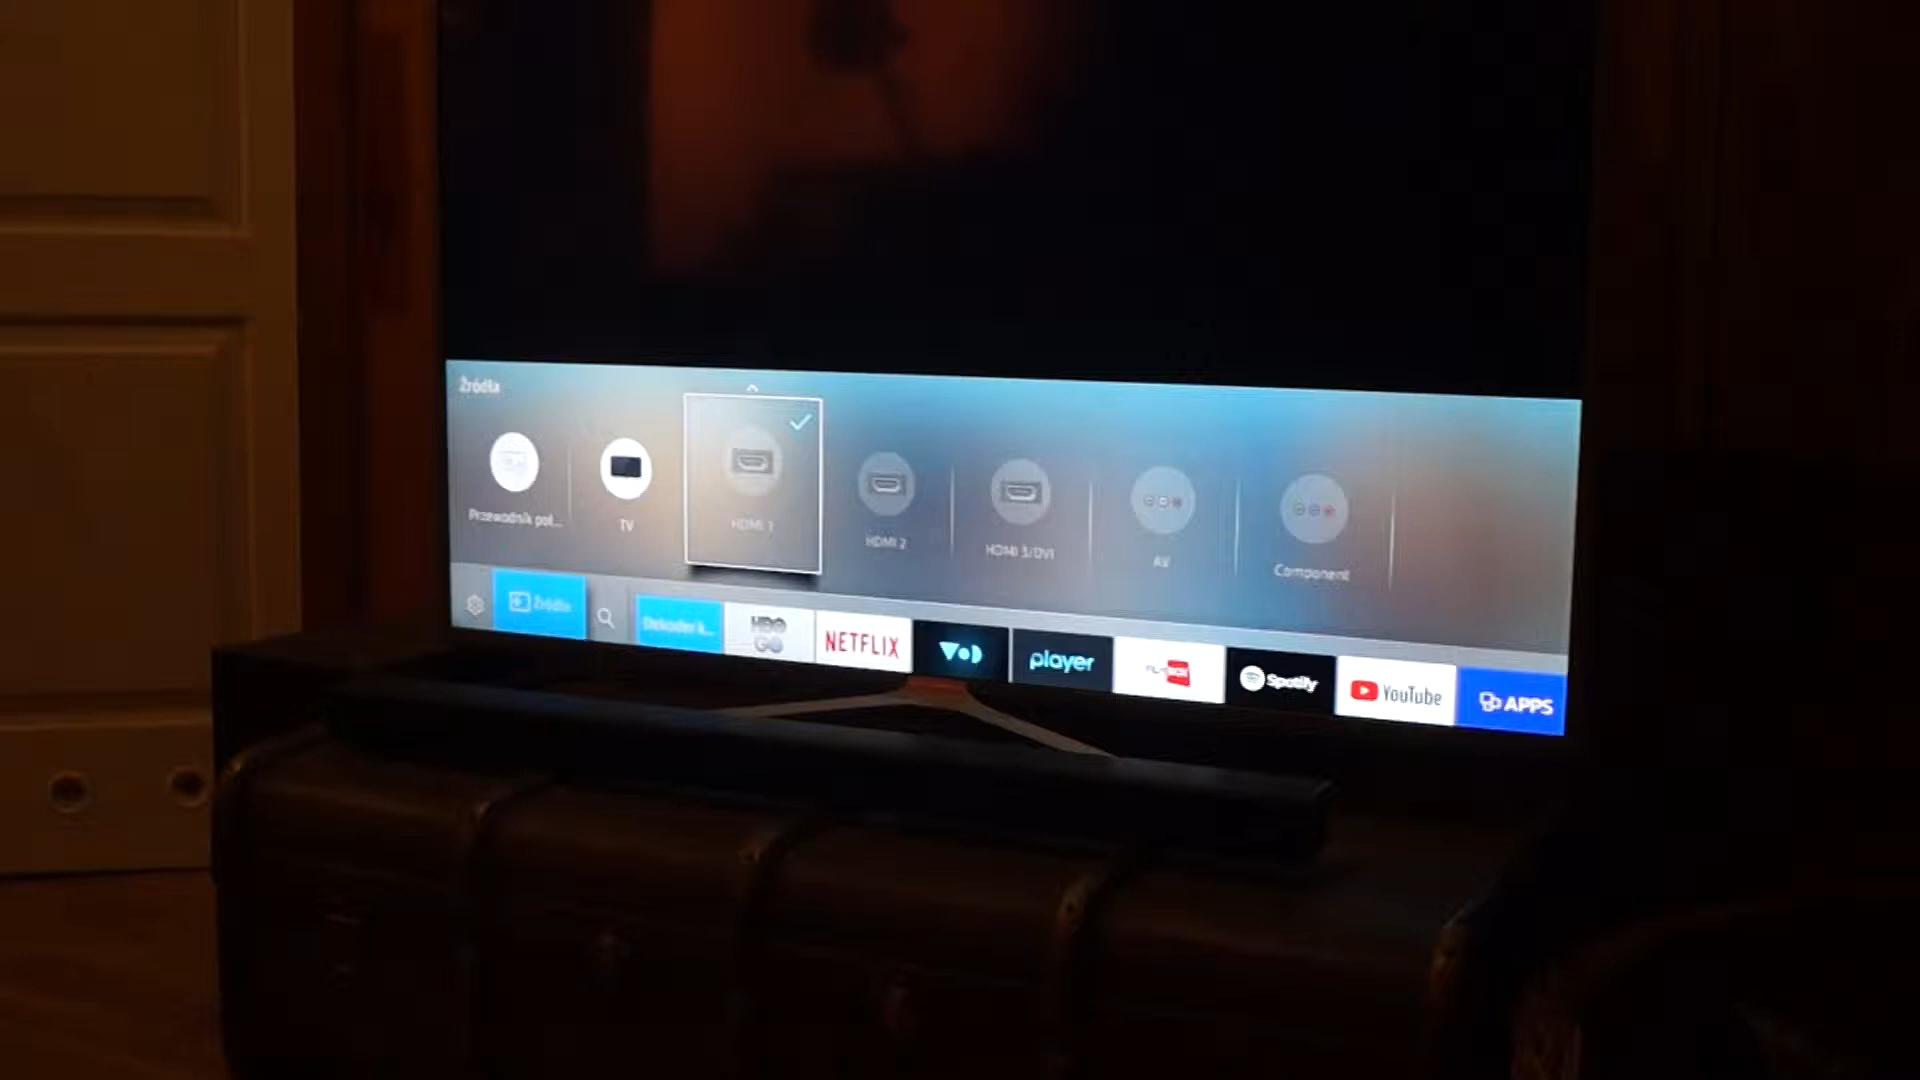 Źródła
Przewodnik poł...
TV
HDMI 1
HDMI 2
HDMI 3/DVI
AV
Component
Źródła
Dekoder k...
HBO
GO
NETFLIX
VOD
player
Spotify
YouTube
APPS